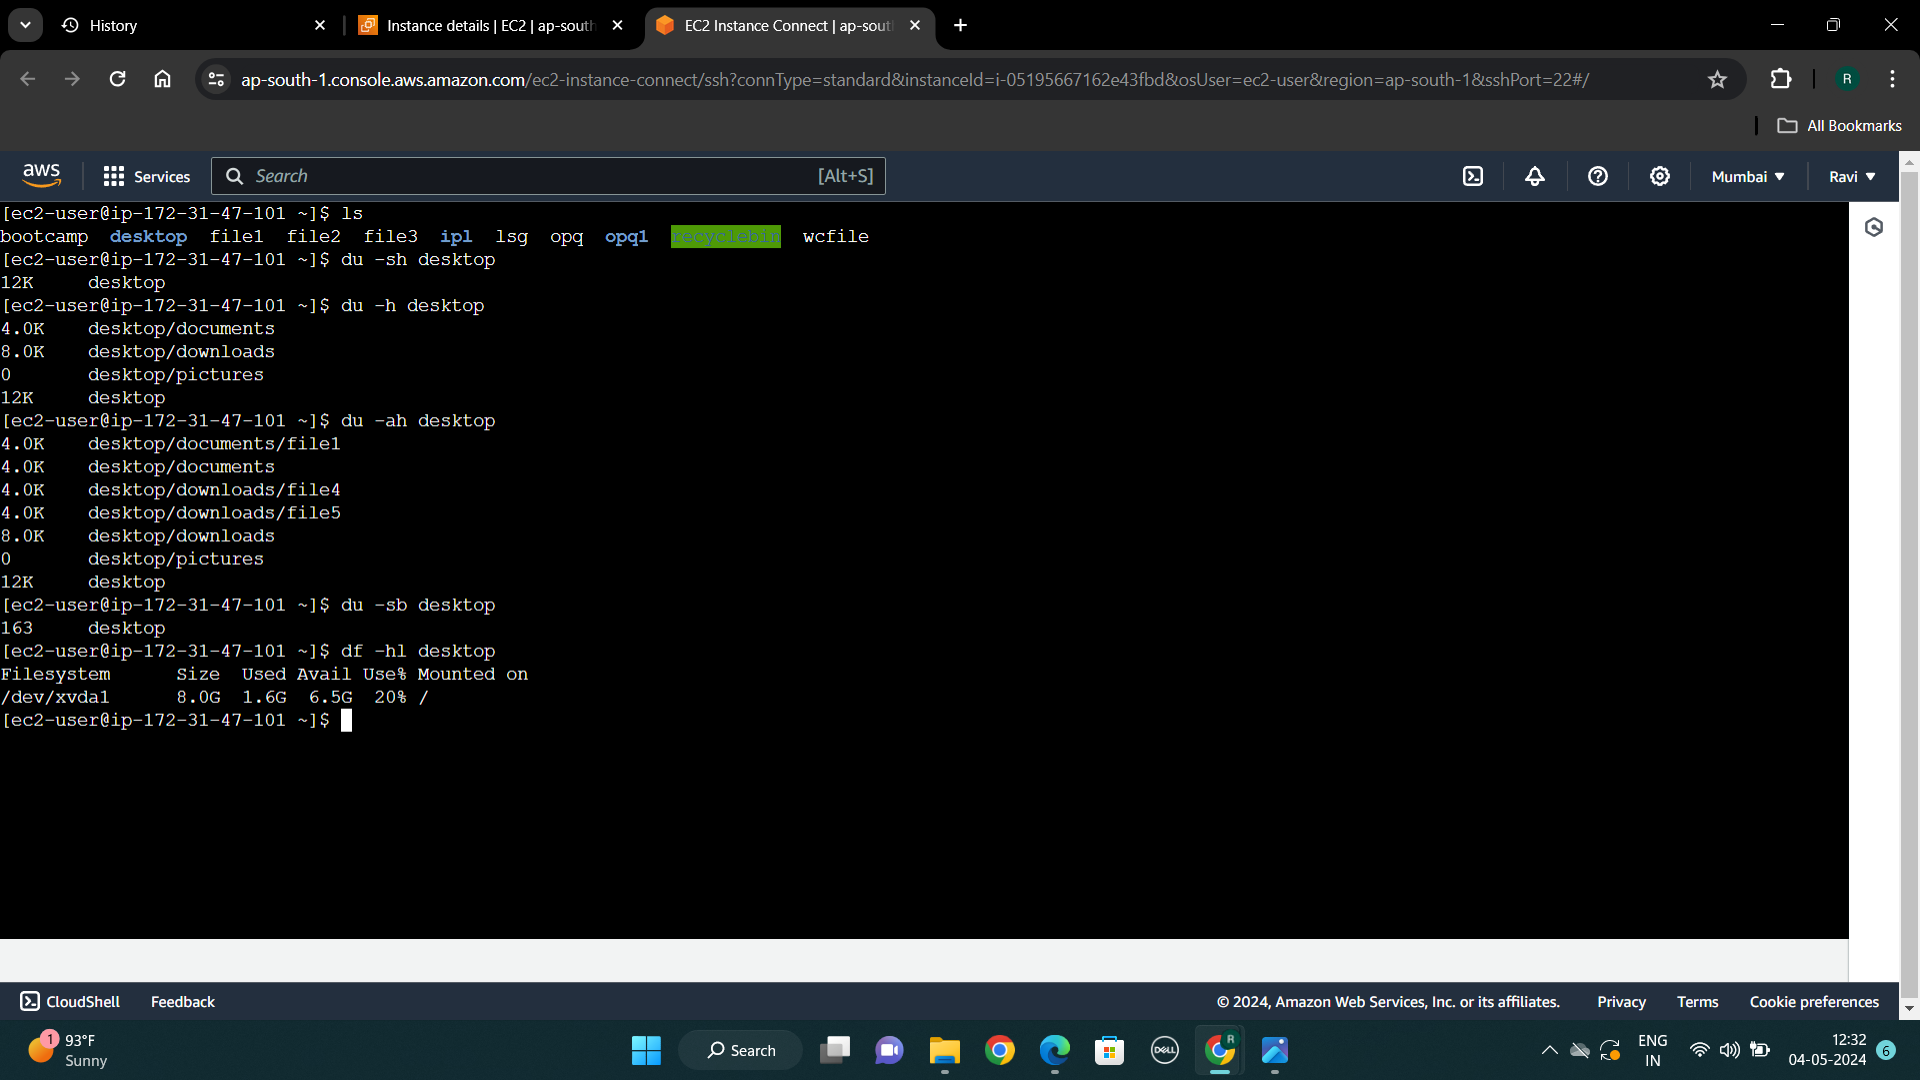 History
Instance details | EC2 | ap-south
EC2 Instance Connect | ap-sout
ap-south-1.console.aws.amazon.com/ec2-instance-connect/ssh?connType=standard&instanceId=i-05195667162e43fbd&osUser=ec2-user&region=ap-south-1&sshPort=22#/
R
All Bookmarks
aws
Services
Search
[Alt+S]
Mumbai
Ravi
[ec2-user@ip-172-31-47-101 ~]$ ls
bootcamp desktop file1 file2 file3 ipl lsg opq opq1 recyclebin wcfile
[ec2-user@ip-172-31-47-101 ~]$ du -sh desktop
12K desktop
[ec2-user@ip-172-31-47-101 ~]$ du -h desktop
4.0K desktop/documents
8.0K desktop/downloads
0 desktop/pictures
12K desktop
[ec2-user@ip-172-31-47-101 ~]$ du -ah desktop
4.0K desktop/documents/file1
4.0K desktop/documents
4.0K desktop/downloads/file4
4.0K desktop/downloads/file5
8.0K desktop/downloads
0 desktop/pictures
12K desktop
[ec2-user@ip-172-31-47-101 ~]$ du -sb desktop
163 desktop
[ec2-user@ip-172-31-47-101 ~]$ df -hl desktop
Filesystem Size Used Avail Use% Mounted on
/dev/xvda1 8.0G 1.6G 6.5G 20% /
[ec2-user@ip-172-31-47-101 ~]$
CloudShell
Feedback
© 2024, Amazon Web Services, Inc. or its affiliates.
Privacy
Terms
Cookie preferences
1
93°F
Sunny
Search
DELL
R
ENG
IN
12:32
04-05-2024
6